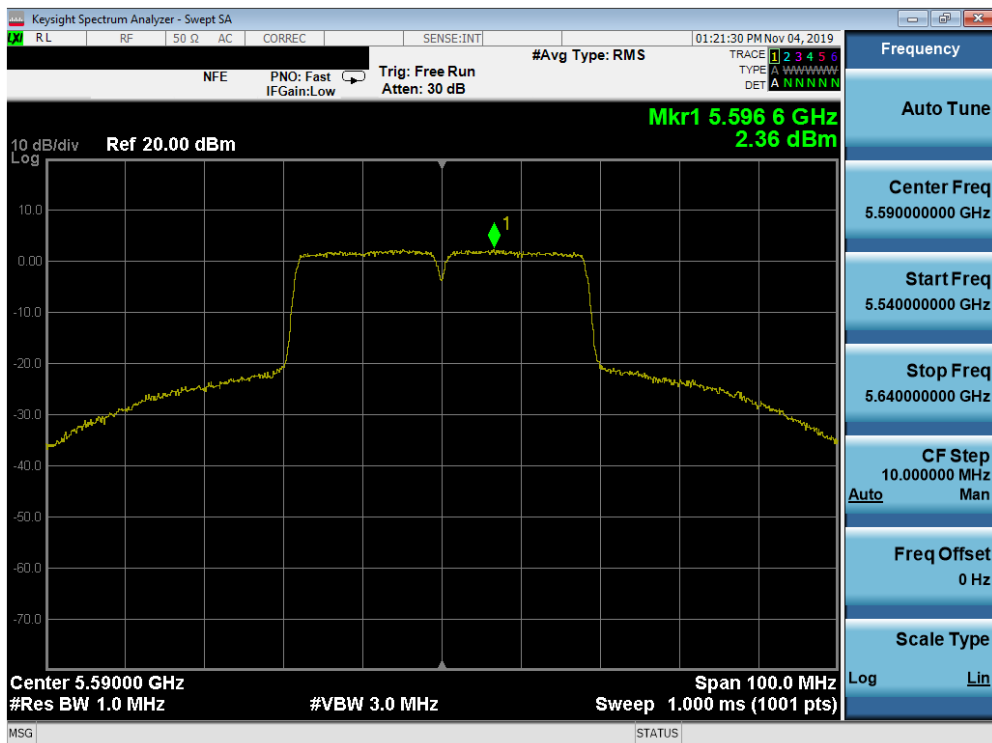 Keysight Spectrum Analyzer - Swept SA
LXI RL RF 50 Ω AC CORREC SENSE:INT 01:21:30 PM Nov 04, 2019
#Avg Type: RMS TRACE 1 2 3 4 5 6
NFE PNO: Fast Trig: Free Run TYPE A WWWWW
IFGain:Low Atten: 30 dB DET A N N N N N
Mkr1 5.596 6 GHz
2.36 dBm
10 dB/div Ref 20.00 dBm
Log
10.0
0.00
-10.0
-20.0
-30.0
-40.0
-50.0
-60.0
-70.0
1
Center 5.59000 GHz Span 100.0 MHz
#Res BW 1.0 MHz #VBW 3.0 MHz Sweep 1.000 ms (1001 pts)
MSG STATUS
Frequency
Auto Tune
Center Freq
5.590000000 GHz
Start Freq
5.540000000 GHz
Stop Freq
5.640000000 GHz
CF Step
10.000000 MHz
Auto Man
Freq Offset
0 Hz
Scale Type
Log Lin